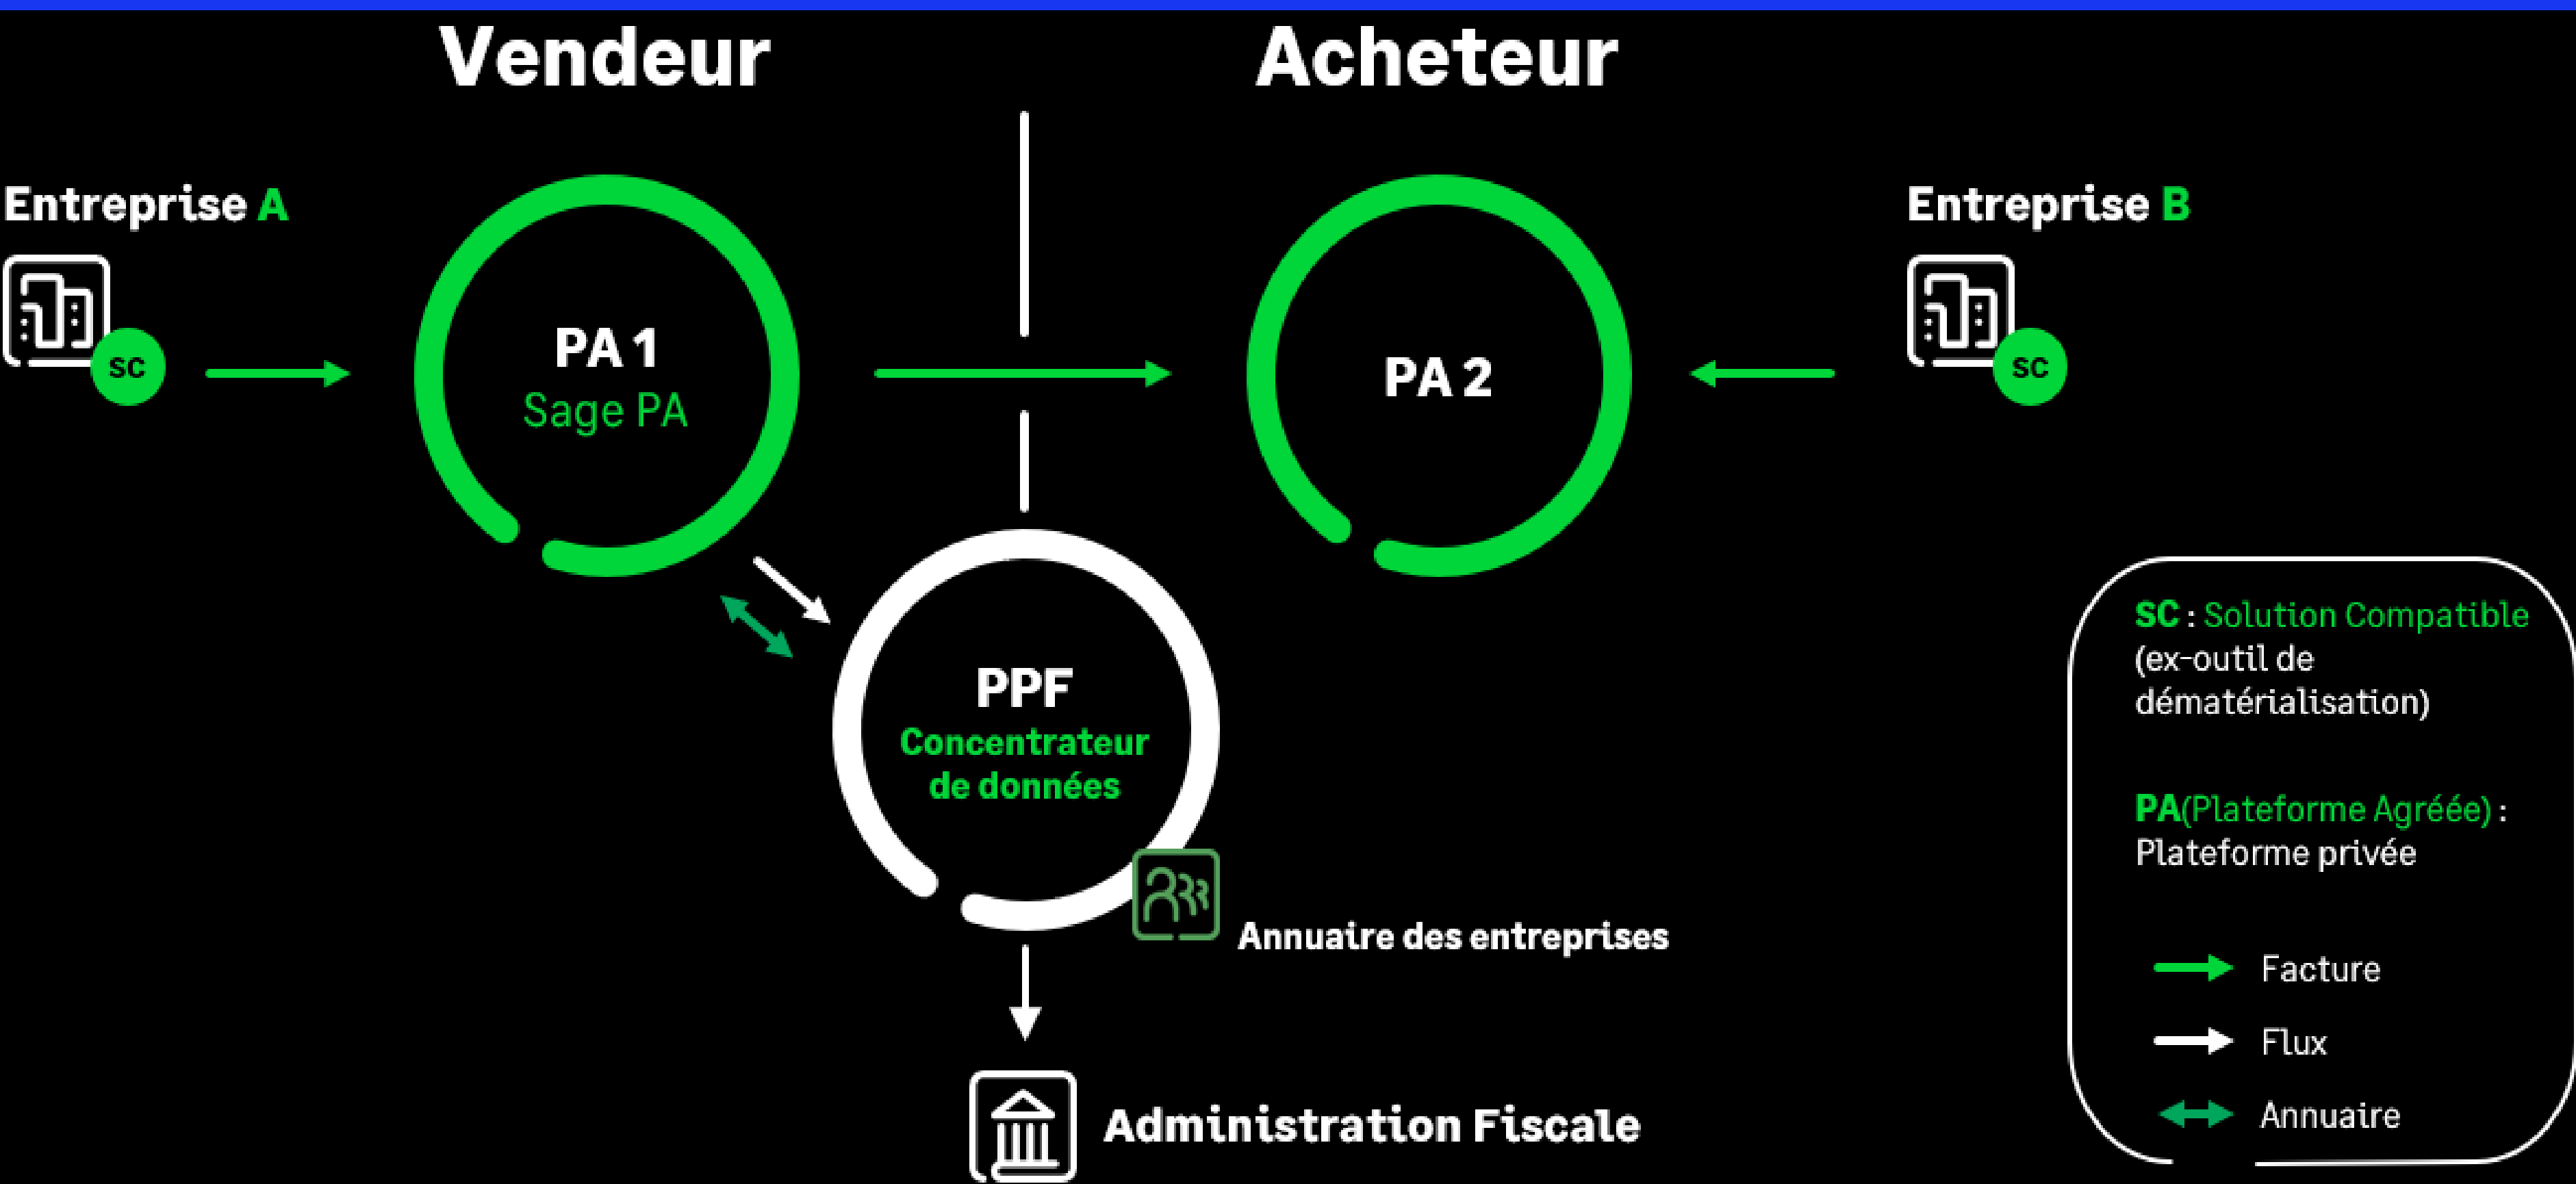 Vendeur
Acheteur
Entreprise A
SC
PA 1
Sage PA
PA 2
Entreprise B
SC
PPF
Concentrateur
de données
Annuaire des entreprises
Administration Fiscale
SC : Solution Compatible
(ex-outil de
dématérialisation)
PA(Plateforme Agréée) :
Plateforme privée
Facture
Flux
Annuaire